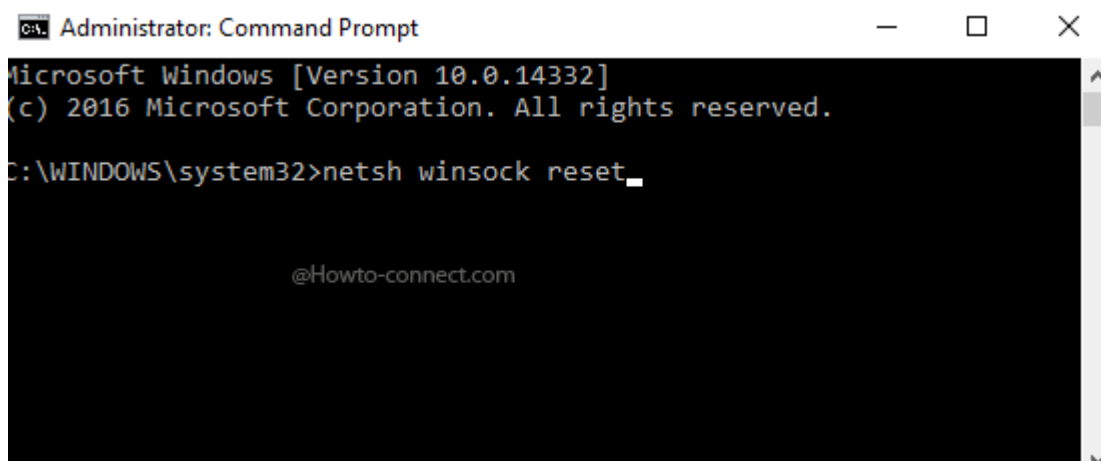 Administrator: Command Prompt
Microsoft Windows [Version 10.0.14332]
(c) 2016 Microsoft Corporation. All rights reserved.
C:\WINDOWS\system32>netsh winsock reset
@Howto-connect.com